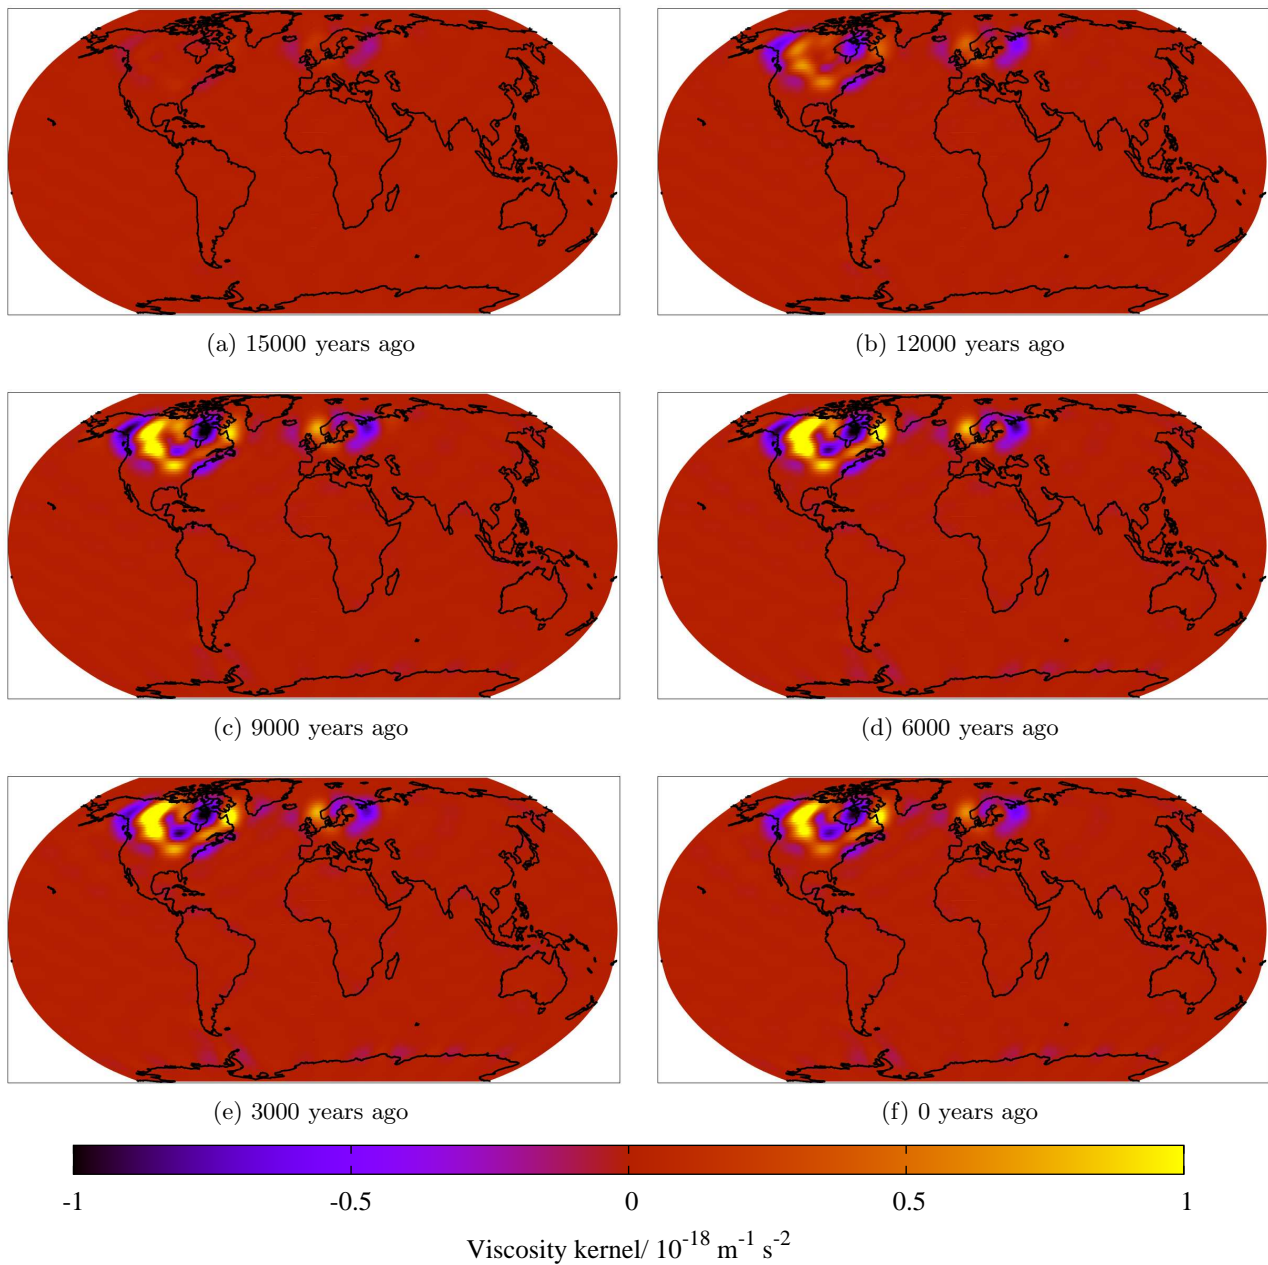 (a) 15000 years ago
(b) 12000 years ago
(c) 9000 years ago
(d) 6000 years ago
(e) 3000 years ago
(f) 0 years ago
-1 -0.5 0 0.5 1
Viscosity kernel/ 10^-18 m^-1 s^-2